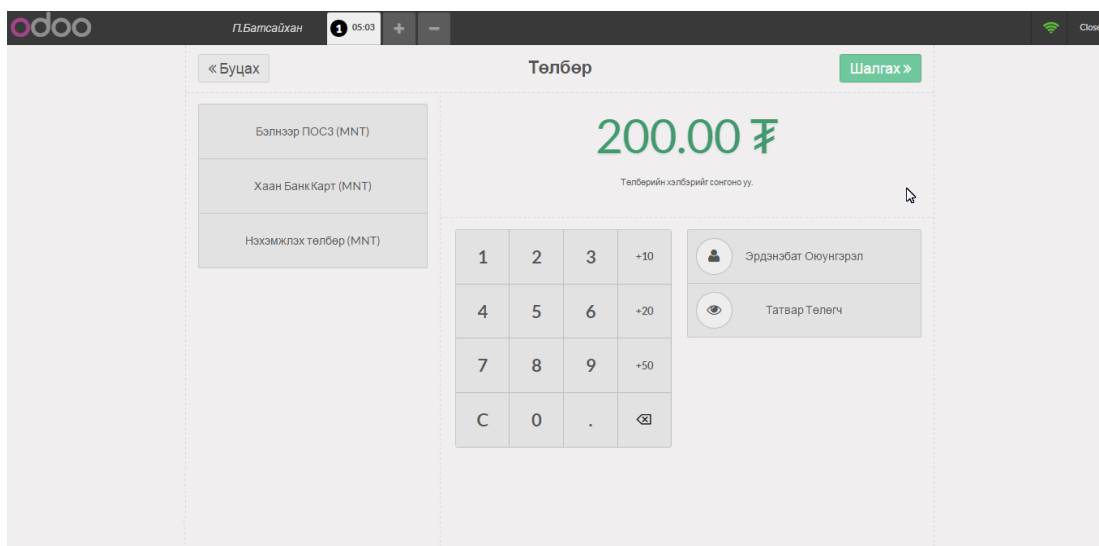 odoo
П.Батсайхан
1 05:03
+
-
Close
« Буцах
Төлбөр
Шалгах »
Бэлнээр ПОС3 (MNT)
Хаан Банк Карт (MNT)
Нэхэмжлэх төлбөр (MNT)
200.00 ₮
Төлбөрийн хэлбэрийг сонгоно уу.
1 2 3 +10
4 5 6 +20
7 8 9 +50
C 0 .
Эрдэнэбат Оюунгэрэл
Татвар Төлөгч